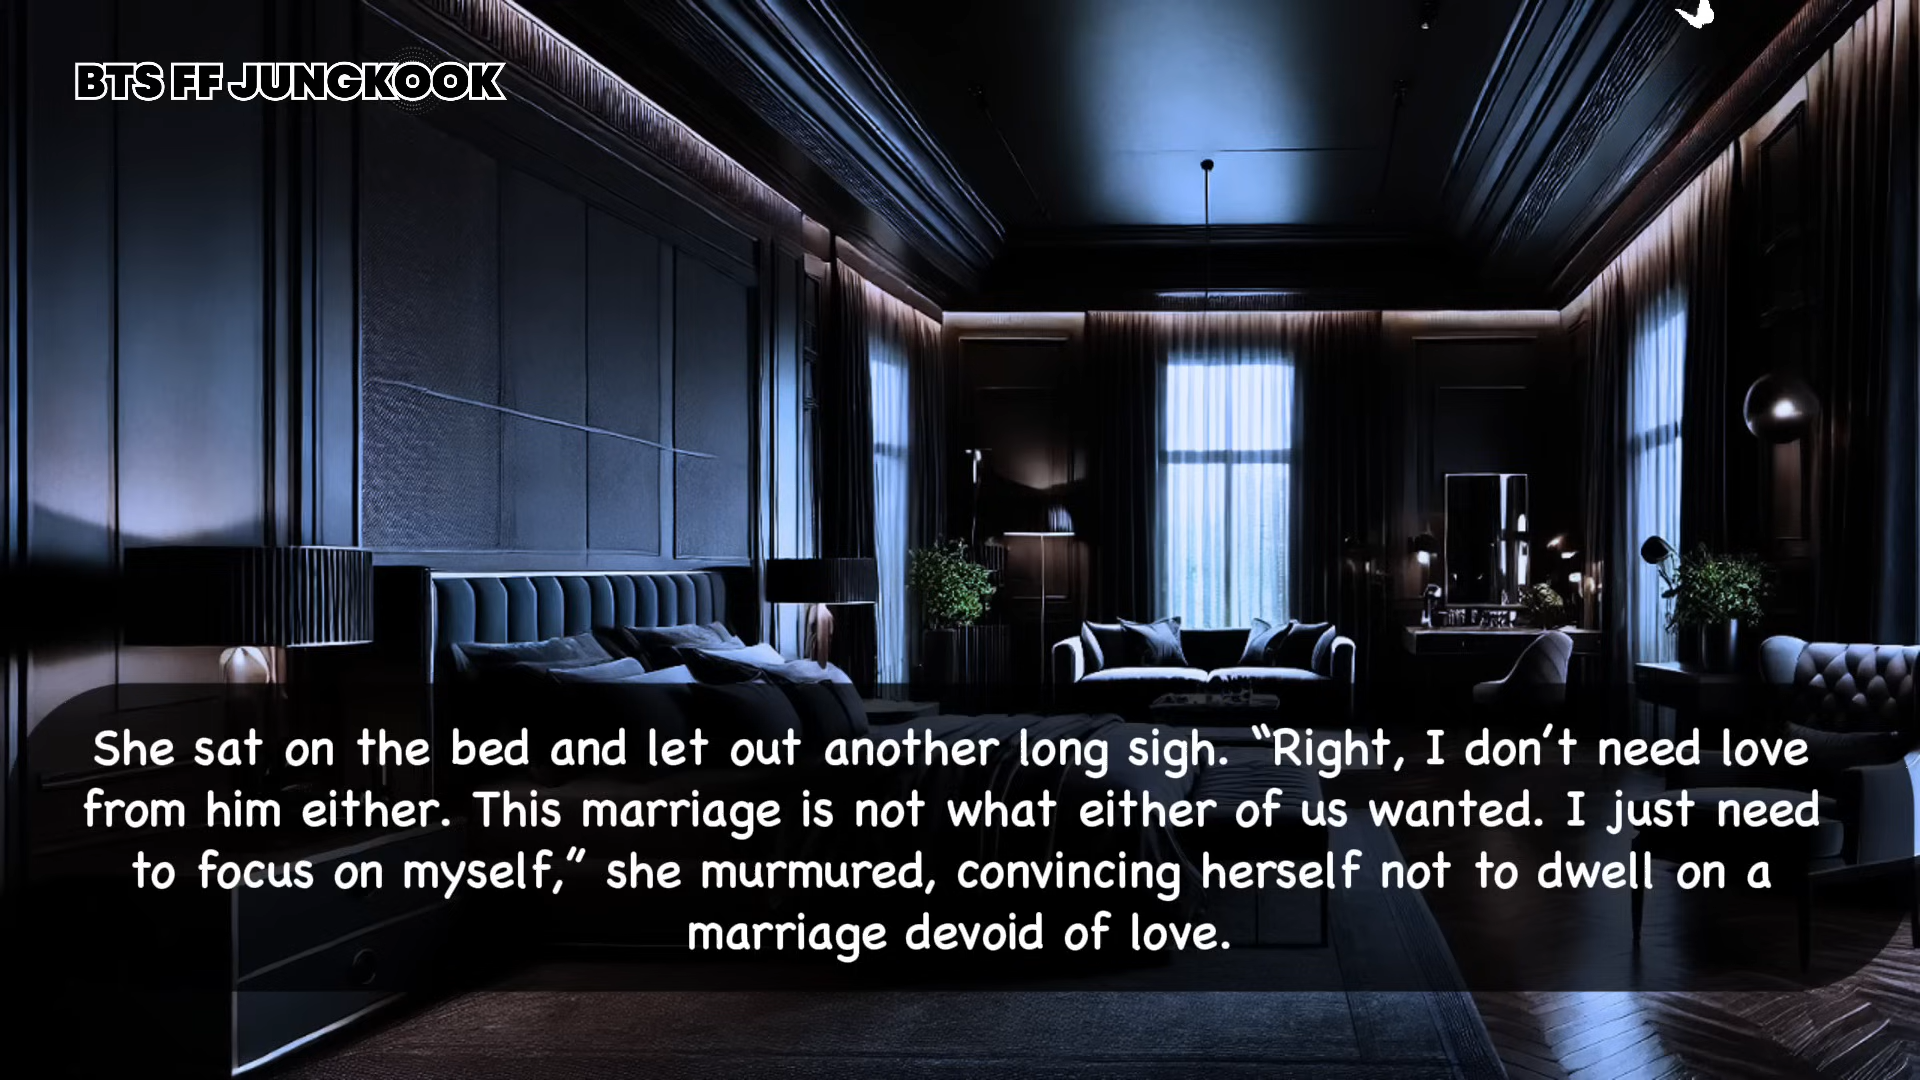 BTS FF JUNGKOOK
She sat on the bed and let out another long sigh. “Right, I don’t need love
from him either. This marriage is not what either of us wanted. I just need
to focus on myself,” she murmured, convincing herself not to dwell on a
marriage devoid of love.